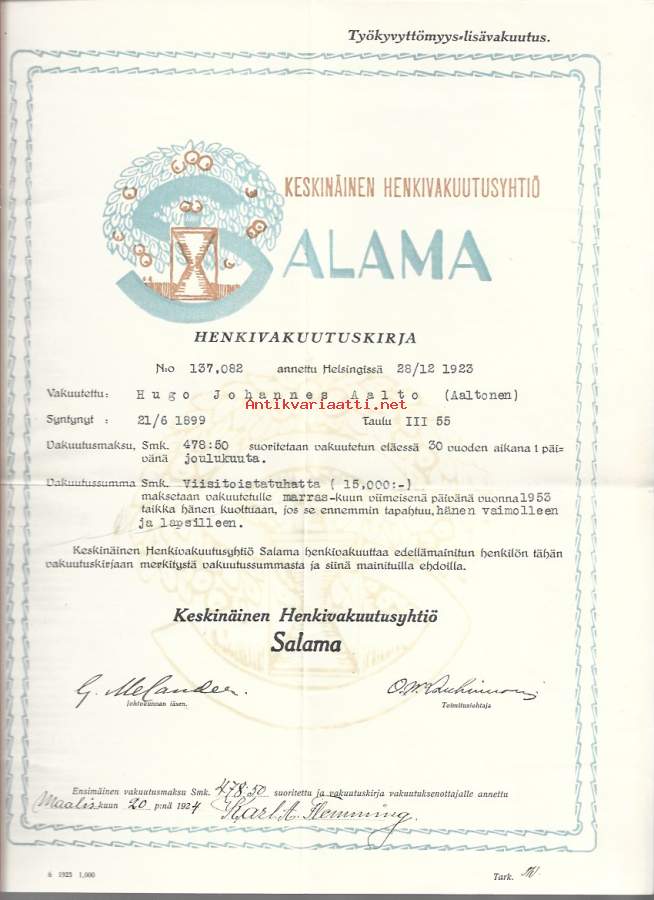 Työkyvyttömyys-lisävakuutus.
KESKINÄINEN HENKIVAKUUTUSYHTIÖ
SALAMA
HENKIVAKUUTUSKIRJA
N:o 137,082 annettu Helsingissä 28/12 1923
Vakuutettu: Hugo Johannes Aalto (Aaltonen)
Antikvariaatti.net
Syntynyt: 21/6 1899 Taulu III 55
Vakuutusmaksu, Smk. 478:50 suoritetaan vakuutetun eläessä 30 vuoden aikana 1 päi-
vänä joulukuuta.
Vakuutussumma Smk. Viisitoistatuhatta ( 15,000:-)
maksetaan vakuutetulle marras-kuun viimeisenä päivänä vuonna 1953
taikka hänen kuoltuaan, jos se ennemmin tapahtuu, hänen vaimolleen
ja lapsilleen.
Keskinäinen Henkivakuutusyhtiö Salama henkivakuuttaa edellämainitun henkilön tähän
vakuutuskirjaan merkitystä vakuutussummasta ja siinä mainituilla ehdoilla.
Keskinäinen Henkivakuutusyhtiö
Salama
G. Melander.
Johtokunnan jäsen. Toimitusjohtaja
Ensimäinen vakuutusmaksu Smk. 478:50 suoritettu ja vakuutuskirja vakuutuksenottajalle annettu
Maaliskuun 20 p:nä 1924
Karl A. Flemming.
6 1923 1,000 Tark.